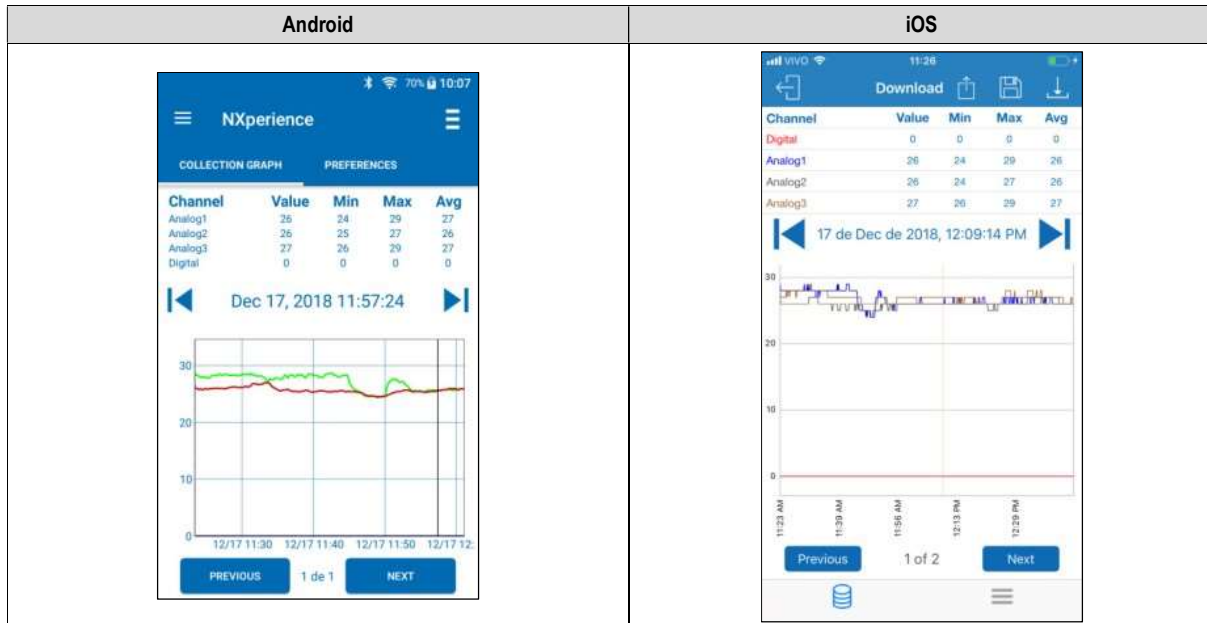 Android
iOS
70% 10:07
NXperience
COLLECTION GRAPH PREFERENCES
Channel Value Min Max Avg
Analog1 26 24 29 27
Analog2 26 25 27 26
Analog3 27 26 29 27
Digital 0 0 0 0
Dec 17, 2018 11:57:24
30
20
10
0
12/17 11:30 12/17 11:40 12/17 11:50 12/17 12:
PREVIOUS 1 de 1 NEXT
VIVO 11:26
Download
Channel Value Min Max Avg
Digital 0 0 0 0
Analog1 26 24 29 26
Analog2 26 24 27 26
Analog3 27 26 29 27
17 de Dec de 2018, 12:09:14 PM
30
20
10
0
11:23 AM 11:39 AM 11:56 AM 12:13 PM 12:29 PM
Previous 1 of 2 Next